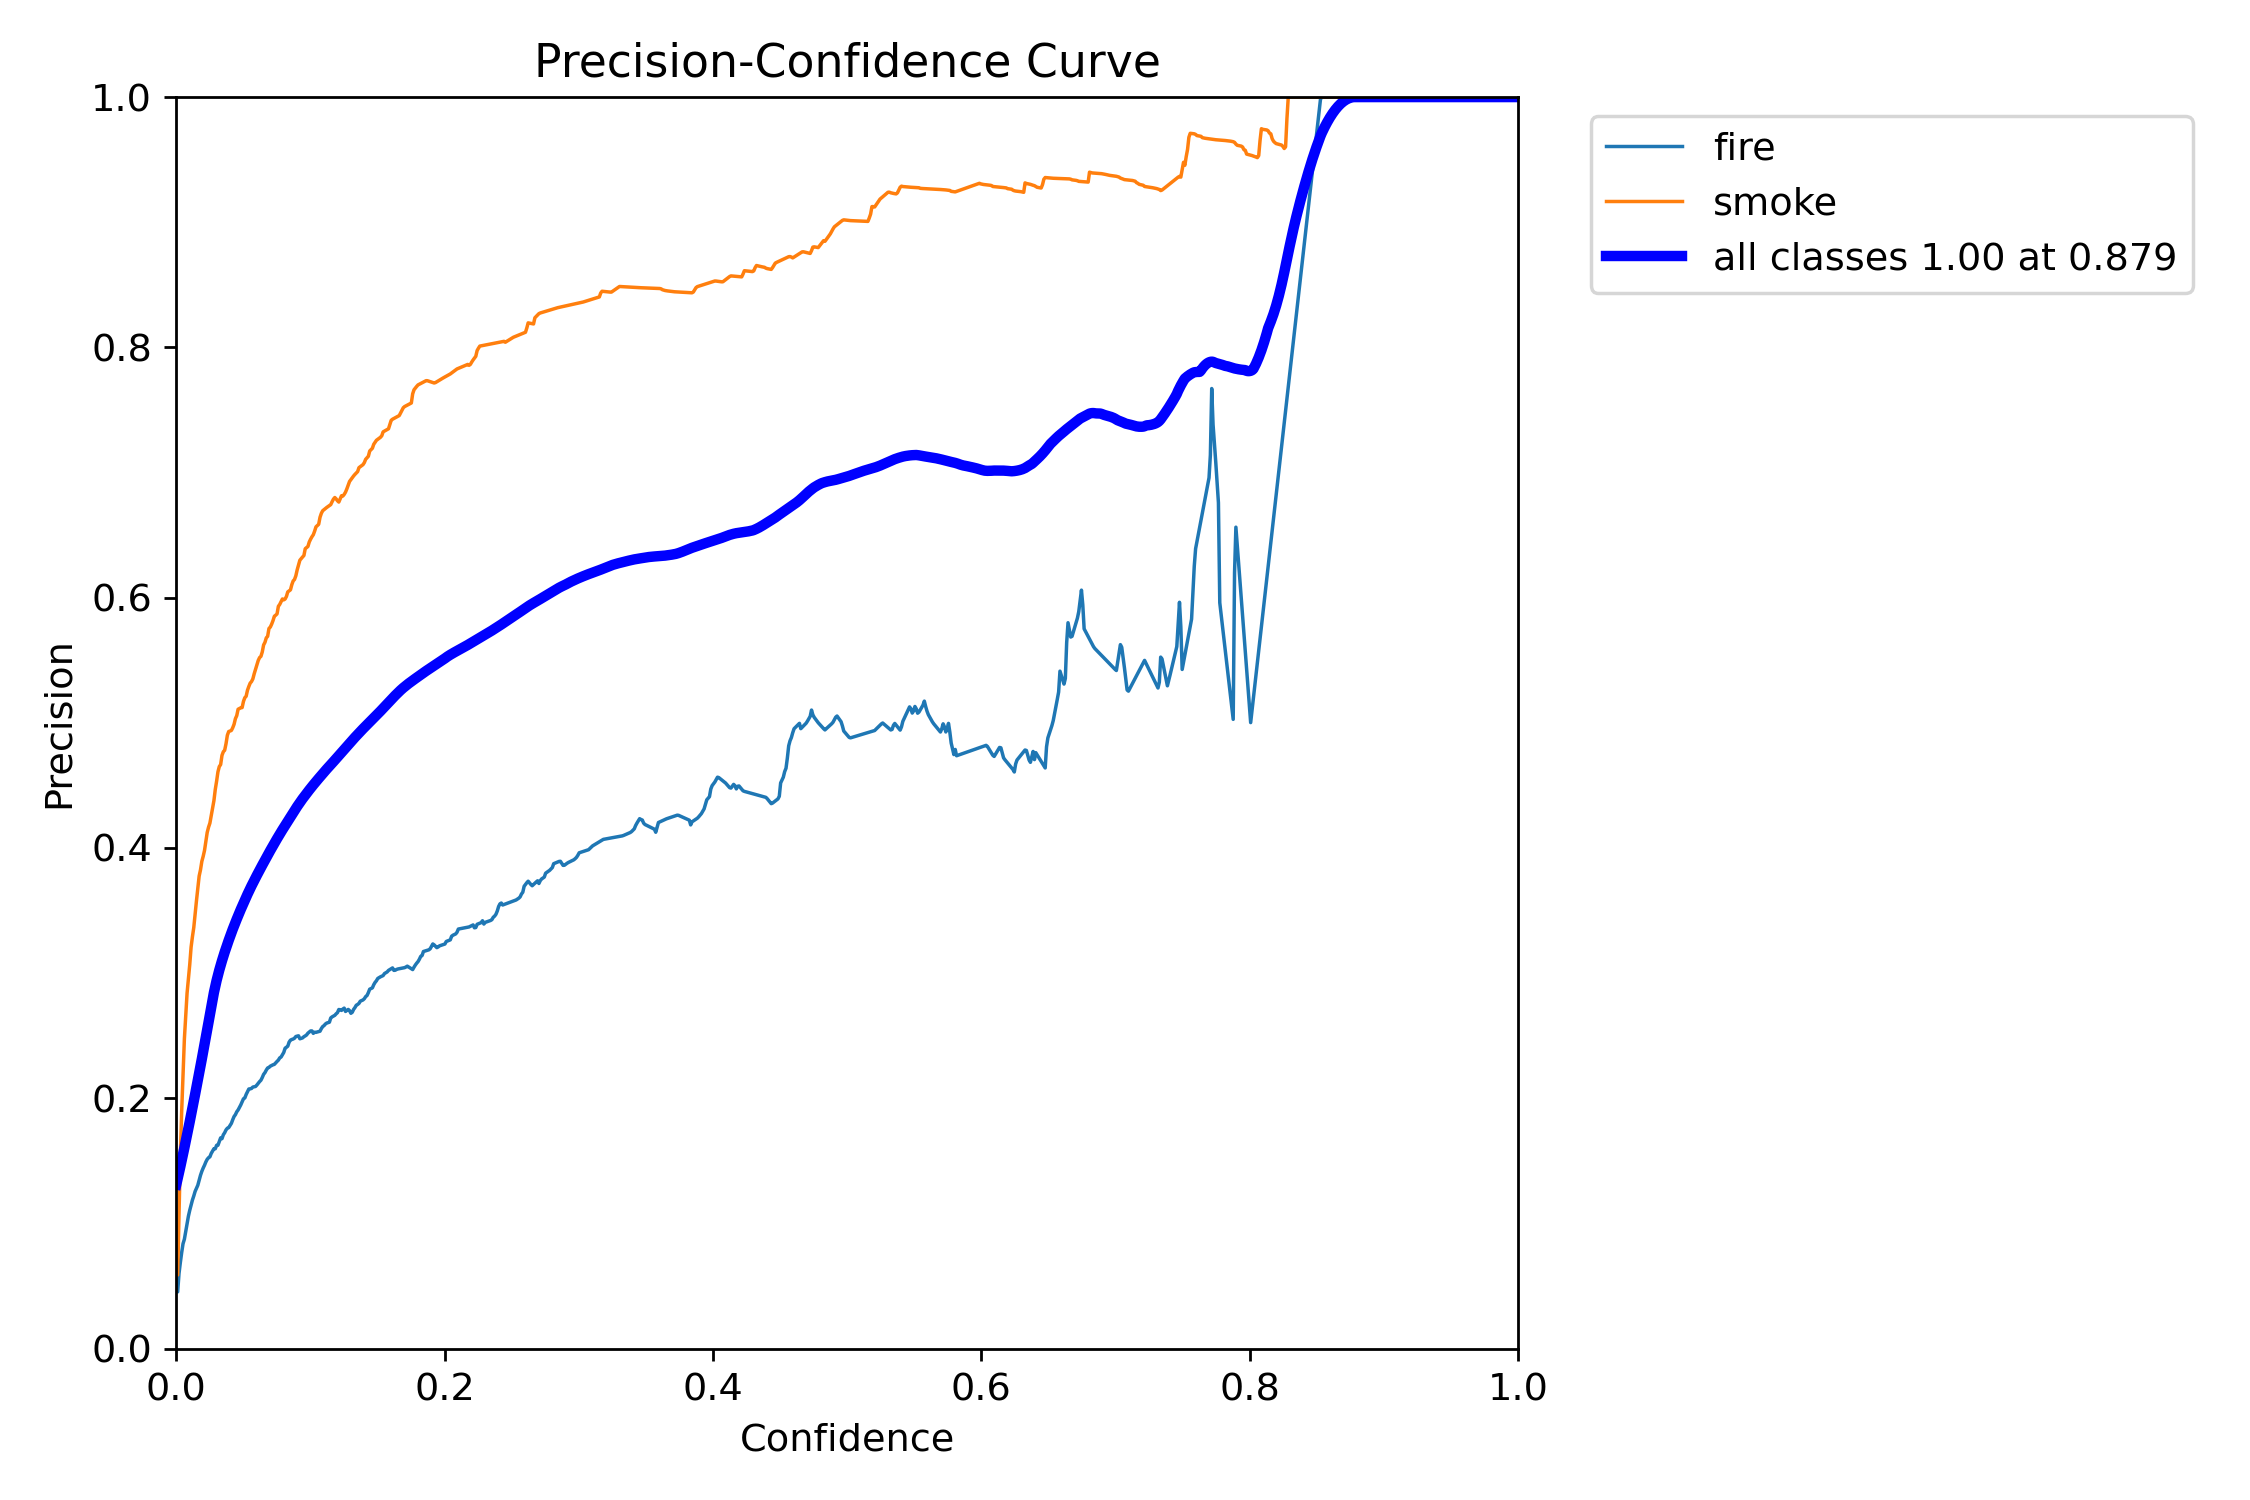 Precision-Confidence Curve
1.0
0.8
0.6
0.4
0.2
0.0
Precision
0.0 0.2 0.4 0.6 0.8 1.0
Confidence
fire
smoke
all classes 1.00 at 0.879